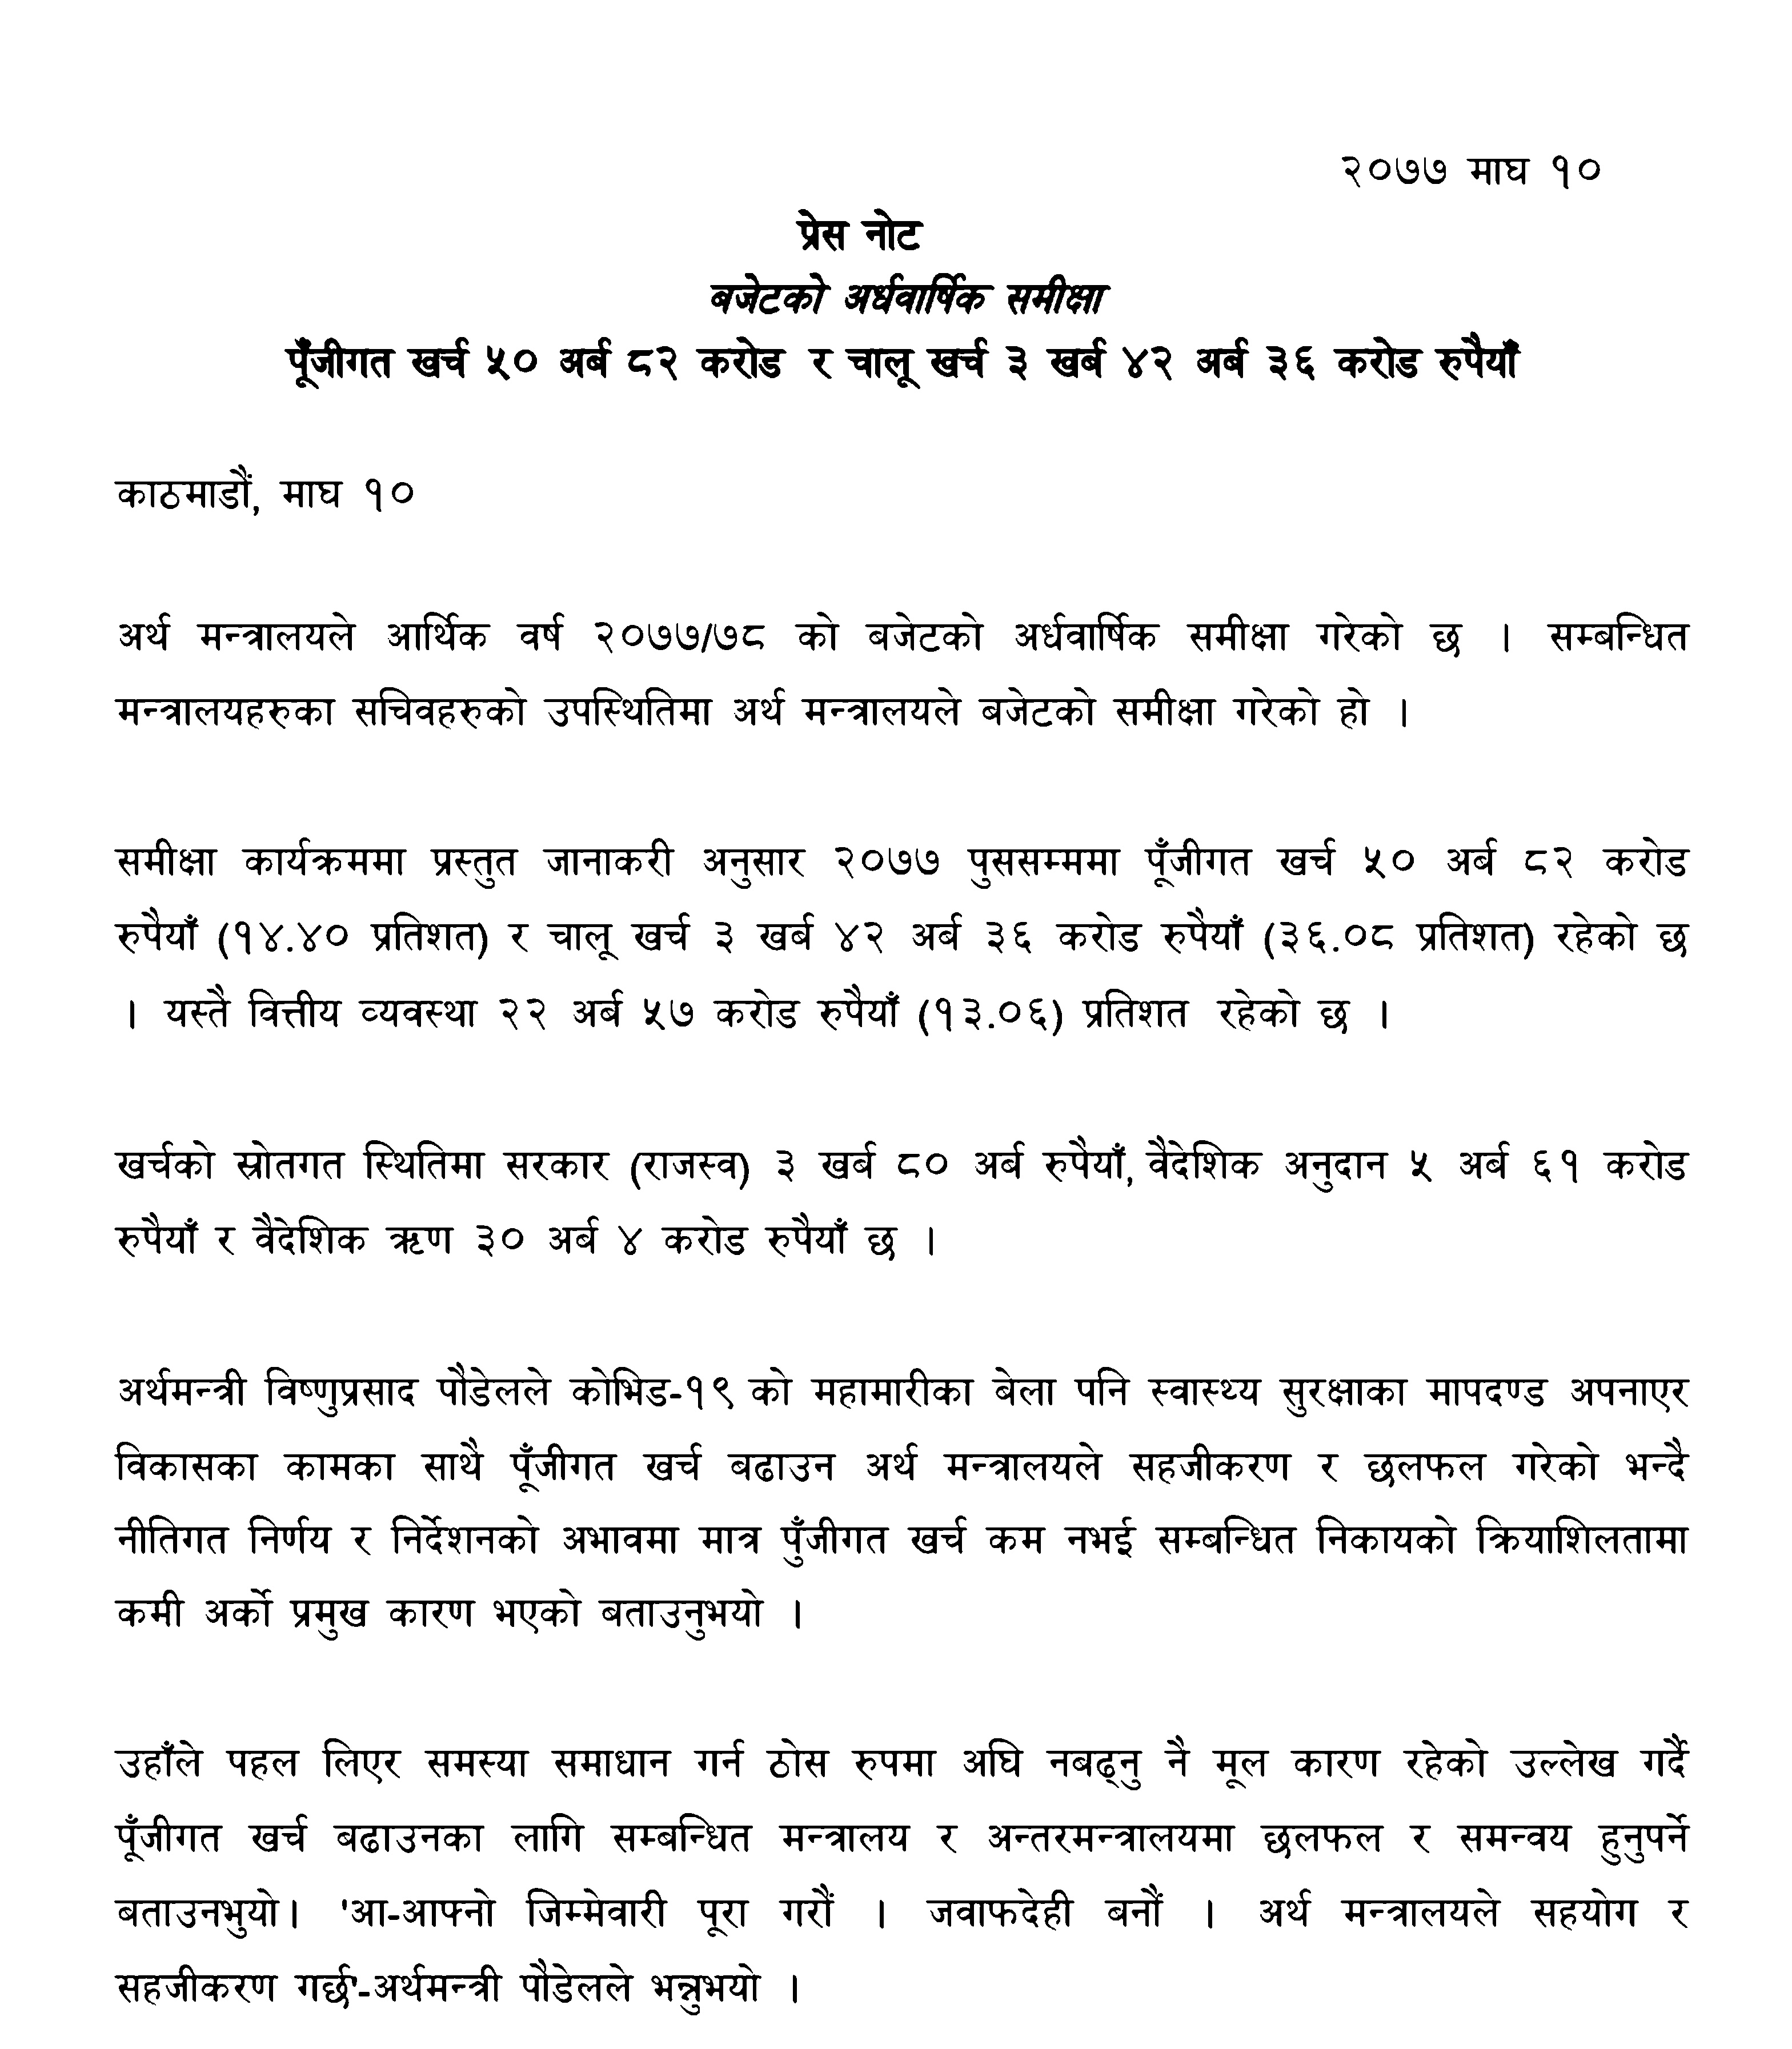 २०७७ माघ १०
प्रेस नोट
बजेटको अर्धवार्षिक समीक्षा
पूँजीगत खर्च ५० अर्ब ८२ करोड र चालू खर्च ३ खर्ब ४२ अर्ब ३६ करोड रुपैयाँ
काठमाडौं, माघ १०
अर्थ मन्त्रालयले आर्थिक वर्ष २०७७/७८ को बजेटको अर्धवार्षिक समीक्षा गरेको छ । सम्बन्धित
मन्त्रालयहरुका सचिवहरुको उपस्थितिमा अर्थ मन्त्रालयले बजेटको समीक्षा गरेको हो ।
समीक्षा कार्यक्रममा प्रस्तुत जानाकरी अनुसार २०७७ पुससम्ममा पूँजीगत खर्च ५० अर्ब ८२ करोड
रुपैयाँ (१४.४० प्रतिशत) र चालू खर्च ३ खर्ब ४२ अर्ब ३६ करोड रुपैयाँ (३६.०८ प्रतिशत) रहेको छ
। यस्तै वित्तीय व्यवस्था २२ अर्ब ५७ करोड रुपैयाँ (१३.०६) प्रतिशत रहेको छ ।
खर्चको स्रोतगत स्थितिमा सरकार (राजस्व) ३ खर्ब ८० अर्ब रुपैयाँ, वैदेशिक अनुदान ५ अर्ब ६१ करोड
रुपैयाँ र वैदेशिक ऋण ३० अर्ब ४ करोड रुपैयाँ छ ।
अर्थमन्त्री विष्णुप्रसाद पौडेलले कोभिड-१९ को महामारीका बेला पनि स्वास्थ्य सुरक्षाका मापदण्ड अपनाएर
विकासका कामका साथै पूँजीगत खर्च बढाउन अर्थ मन्त्रालयले सहजीकरण र छलफल गरेको भन्दै
नीतिगत निर्णय र निर्देशनको अभावमा मात्र पुँजीगत खर्च कम नभई सम्बन्धित निकायको क्रियाशिलतामा
कमी अर्को प्रमुख कारण भएको बताउनुभयो ।
उहाँले पहल लिएर समस्या समाधान गर्न ठोस रुपमा अघि नबढ्नु नै मूल कारण रहेको उल्लेख गर्दै
पूँजीगत खर्च बढाउनका लागि सम्बन्धित मन्त्रालय र अन्तरमन्त्रालयमा छलफल र समन्वय हुनुपर्ने
बताउनभुयो। 'आ-आफ्नो जिम्मेवारी पूरा गरौं । जवाफदेही बनौं । अर्थ मन्त्रालयले सहयोग र
सहजीकरण गर्छ'-अर्थमन्त्री पौडेलले भन्नुभयो ।